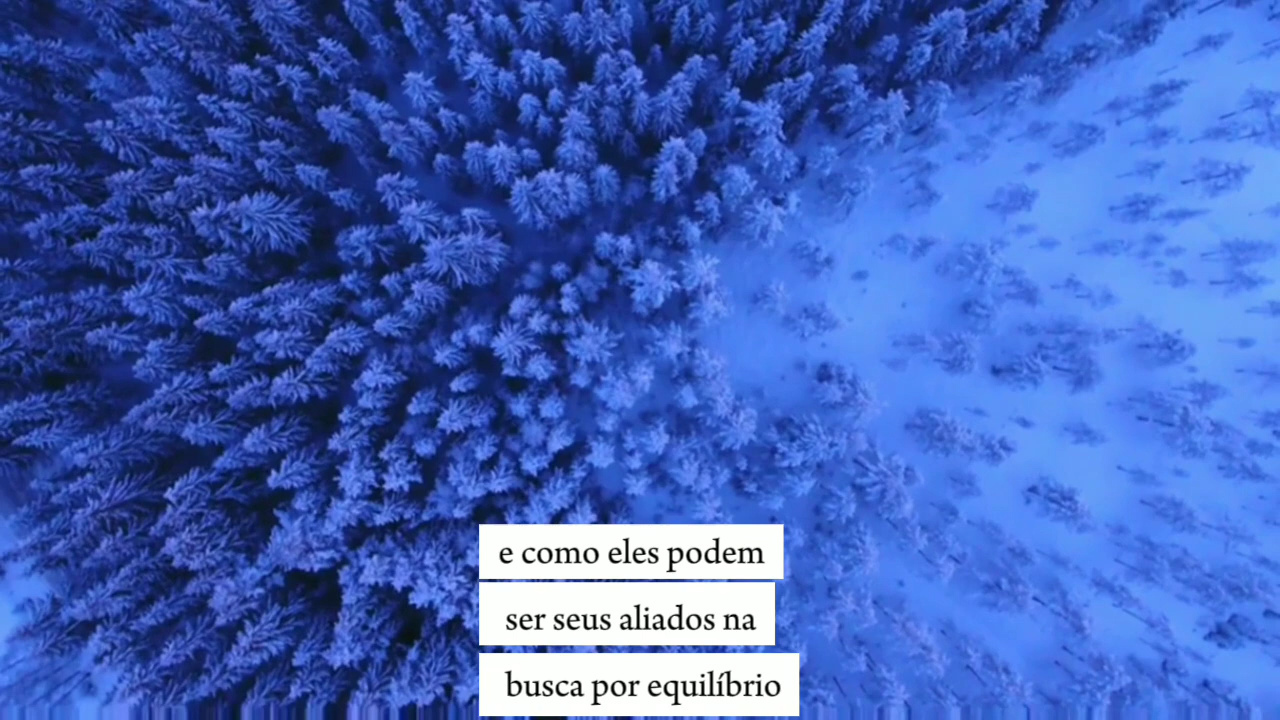 e como eles podem
ser seus aliados na
busca por equilíbrio